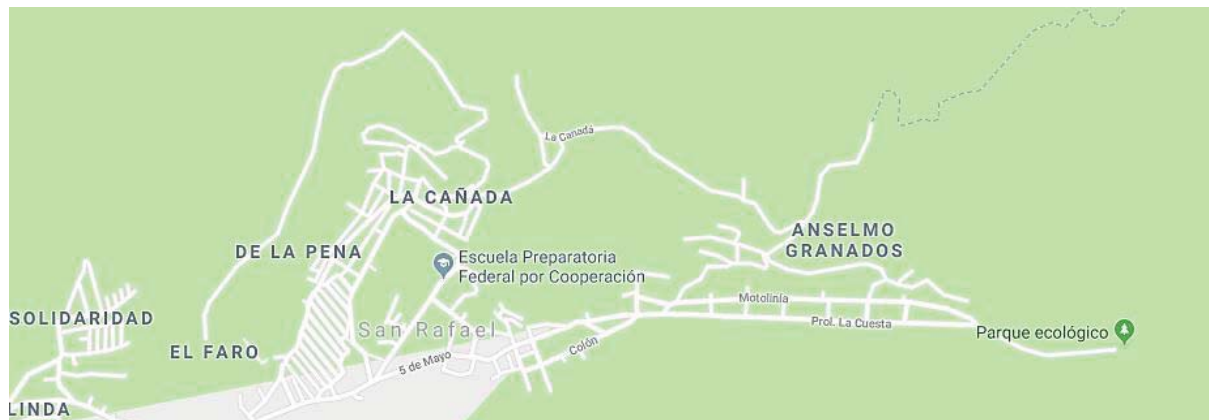 La Canadá
LA CAÑADA
ANSELMO
GRANADOS
DE LA PENA
Escuela Preparatoria
Federal por Cooperación
Motolinía
SOLIDARIDAD
San Rafael
Prol. La Cuesta
Parque ecológico
EL FARO
Colón
5 de Mayo
LINDA